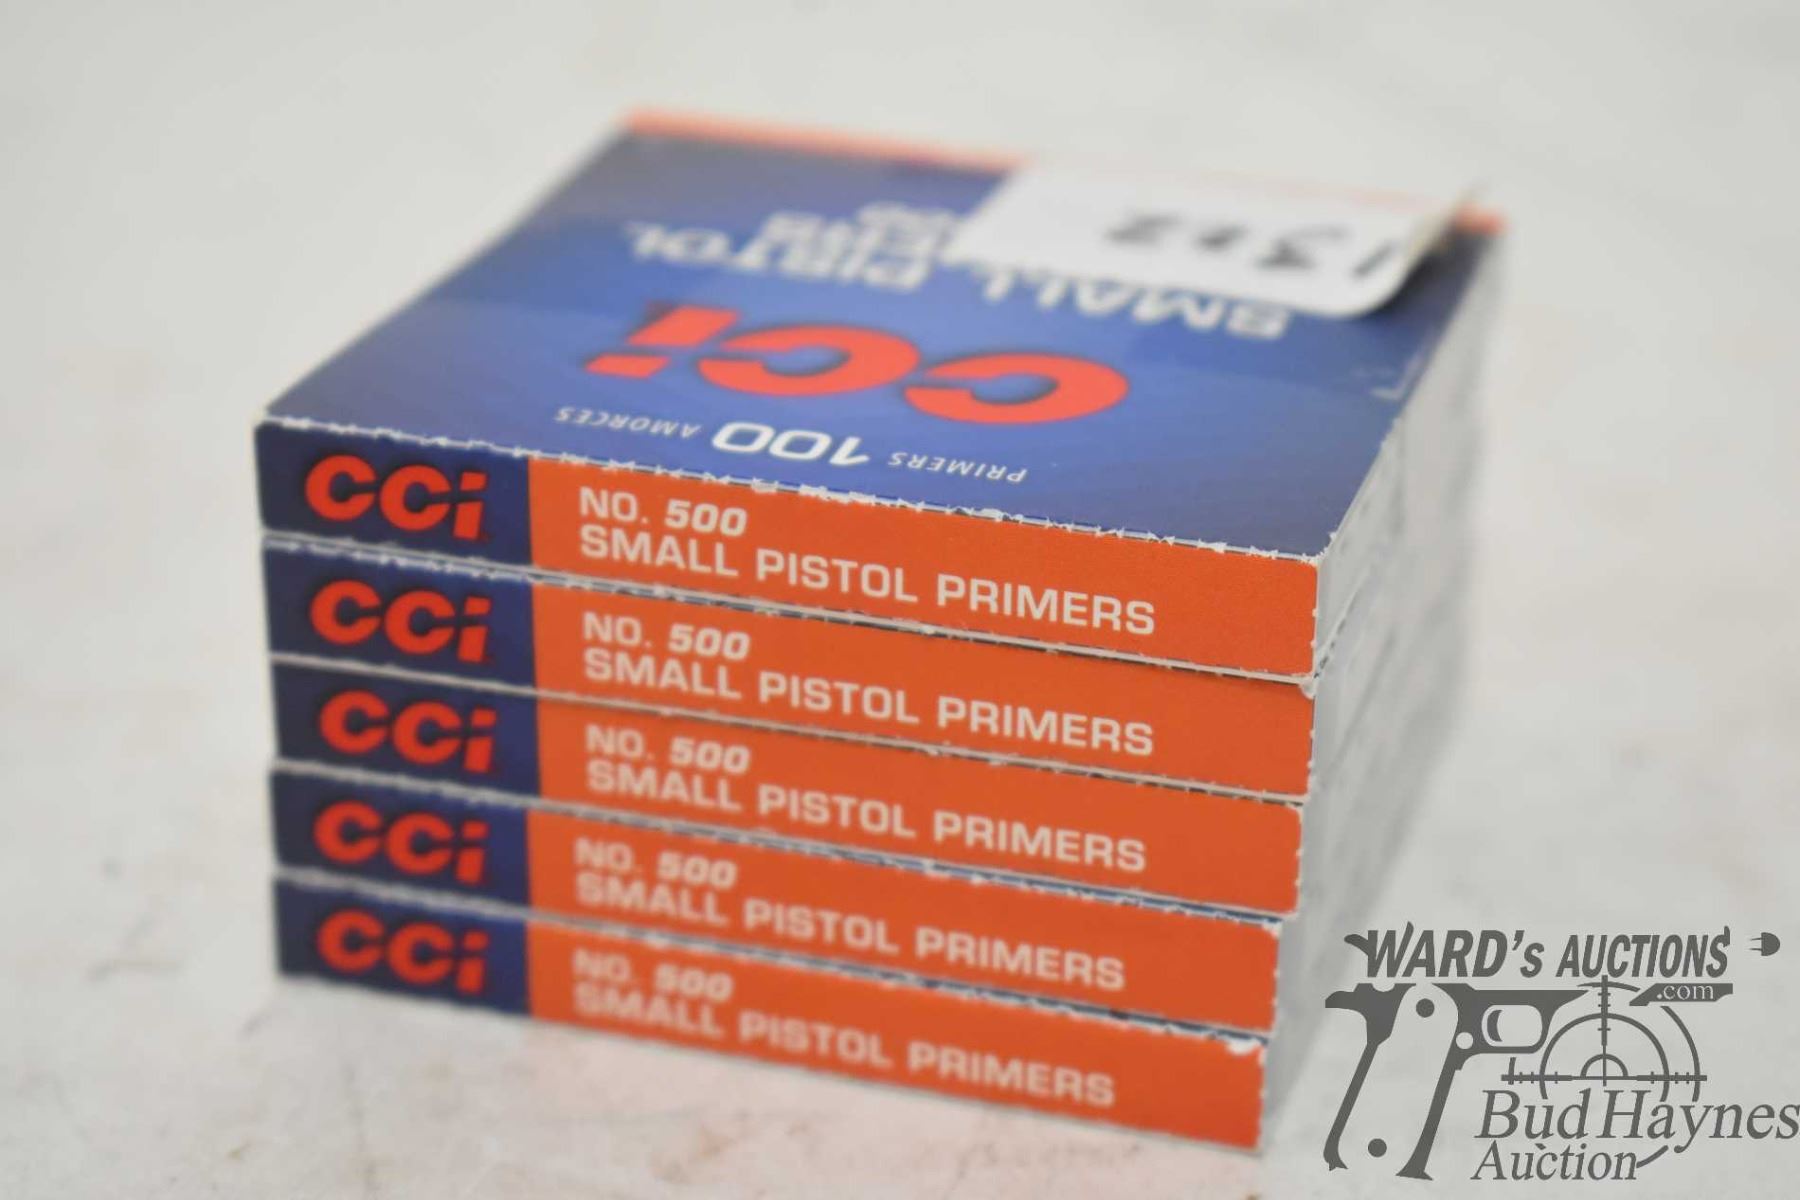 1322
SMALL PISTOL
CCi
PRIMERS 100 AMORCES
CCi
NO. 500
SMALL PISTOL PRIMERS
CCi
NO. 500
SMALL PISTOL PRIMERS
CCi
NO. 500
SMALL PISTOL PRIMERS
CCi
NO. 500
SMALL PISTOL PRIMERS
CCi
NO. 500
SMALL PISTOL PRIMERS
WARD's AUCTIONS
.com
Bud Haynes
Auction